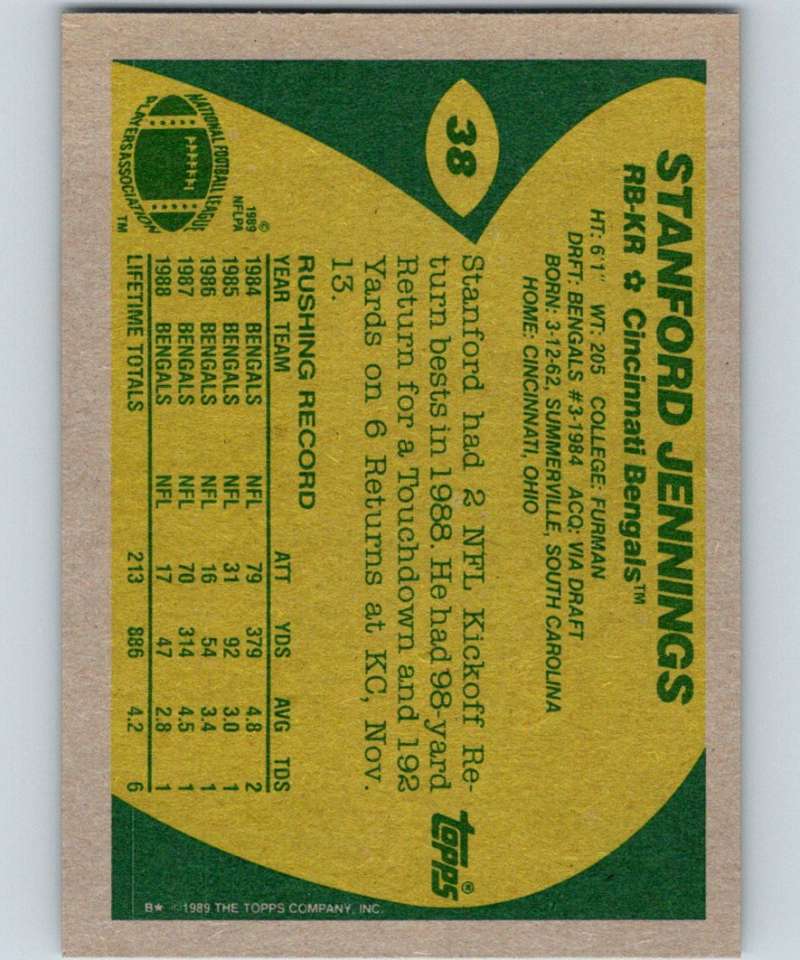 38
STANFORD JENNINGS
RB-KR ✿ Cincinnati Bengals™
HT: 6'1" WT: 205 COLLEGE: FURMAN
DRFT: BENGALS #3-1984 ACQ: VIA DRAFT
BORN: 3-12-62, SUMMERVILLE, SOUTH CAROLINA
HOME: CINCINNATI, OHIO
Stanford had 2 NFL Kickoff Re-
turn bests in 1988. He had 98-yard
Return for a Touchdown and 192
Yards on 6 Returns at KC, Nov.
13.
topps®
RUSHING RECORD
YEAR TEAM ATT YDS AVG TDS
1984 BENGALS NFL 79 379 4.8 2
1985 BENGALS NFL 31 92 3.0 1
1986 BENGALS NFL 16 54 3.4 1
1987 BENGALS NFL 70 314 4.5 1
1988 BENGALS NFL 17 47 2.8 1
LIFETIME TOTALS 213 886 4.2 6
NATIONAL FOOTBALL LEAGUE
PLAYERS ASSOCIATION
™
©
1989
NFLPA
B★ ©1989 THE TOPPS COMPANY, INC.